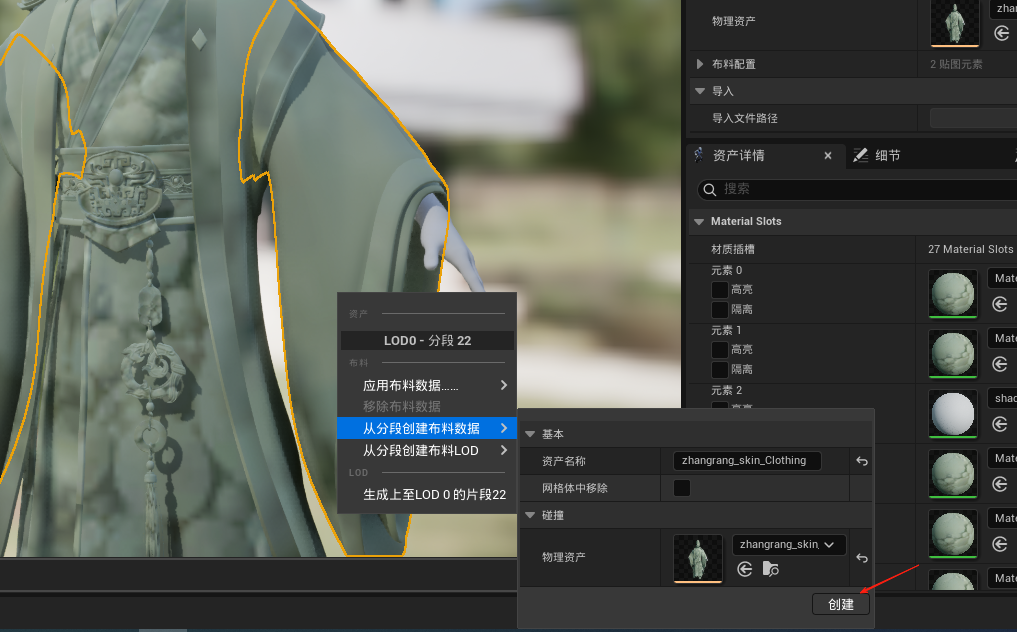 物理资产
zhan
布料配置
2 贴图元素
导入
导入文件路径
资产详情
细节
搜索
Material Slots
材质插槽
27 Material Slots
元素 0
高亮
隔离
Mate
元素 1
高亮
隔离
Mate
元素 2
高亮
shad
Mate
Mate
Mate
资产
LOD0 - 分段 22
布料
应用布料数据......
移除布料数据
从分段创建布料数据
从分段创建布料LOD
LOD
生成上至LOD 0 的片段22
基本
资产名称
zhangrang_skin_Clothing
网格体中移除
碰撞
物理资产
zhangrang_skin_
创建